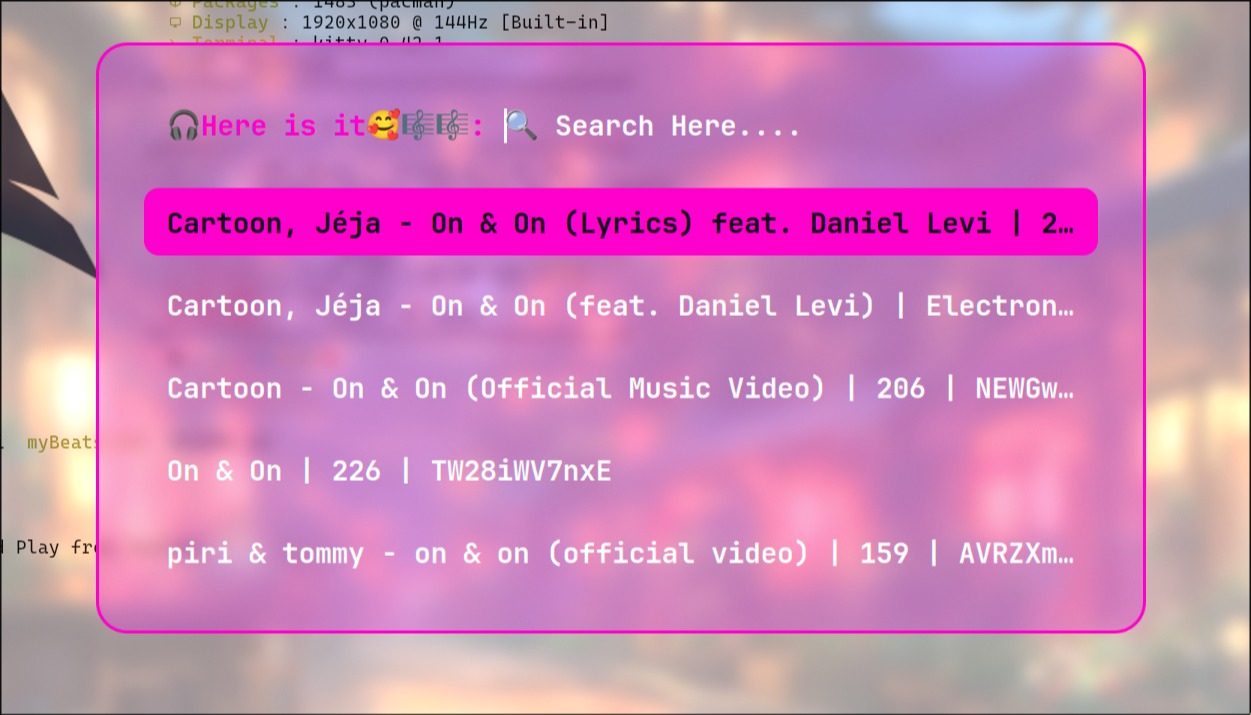 Packages : 1483 (pacman)
Display : 1920x1080 @ 144Hz [Built-in]
Terminal : kitty 0.42.1
🎧Here is it🥰🎼🎼: 🔍 Search Here....
Cartoon, Jéja - On & On (Lyrics) feat. Daniel Levi | 2…
Cartoon, Jéja - On & On (feat. Daniel Levi) | Electron…
Cartoon - On & On (Official Music Video) | 206 | NEWGw…
myBeats
On & On | 226 | TW28iWV7nxE
Play fro
piri & tommy - on & on (official video) | 159 | AVRZXm…